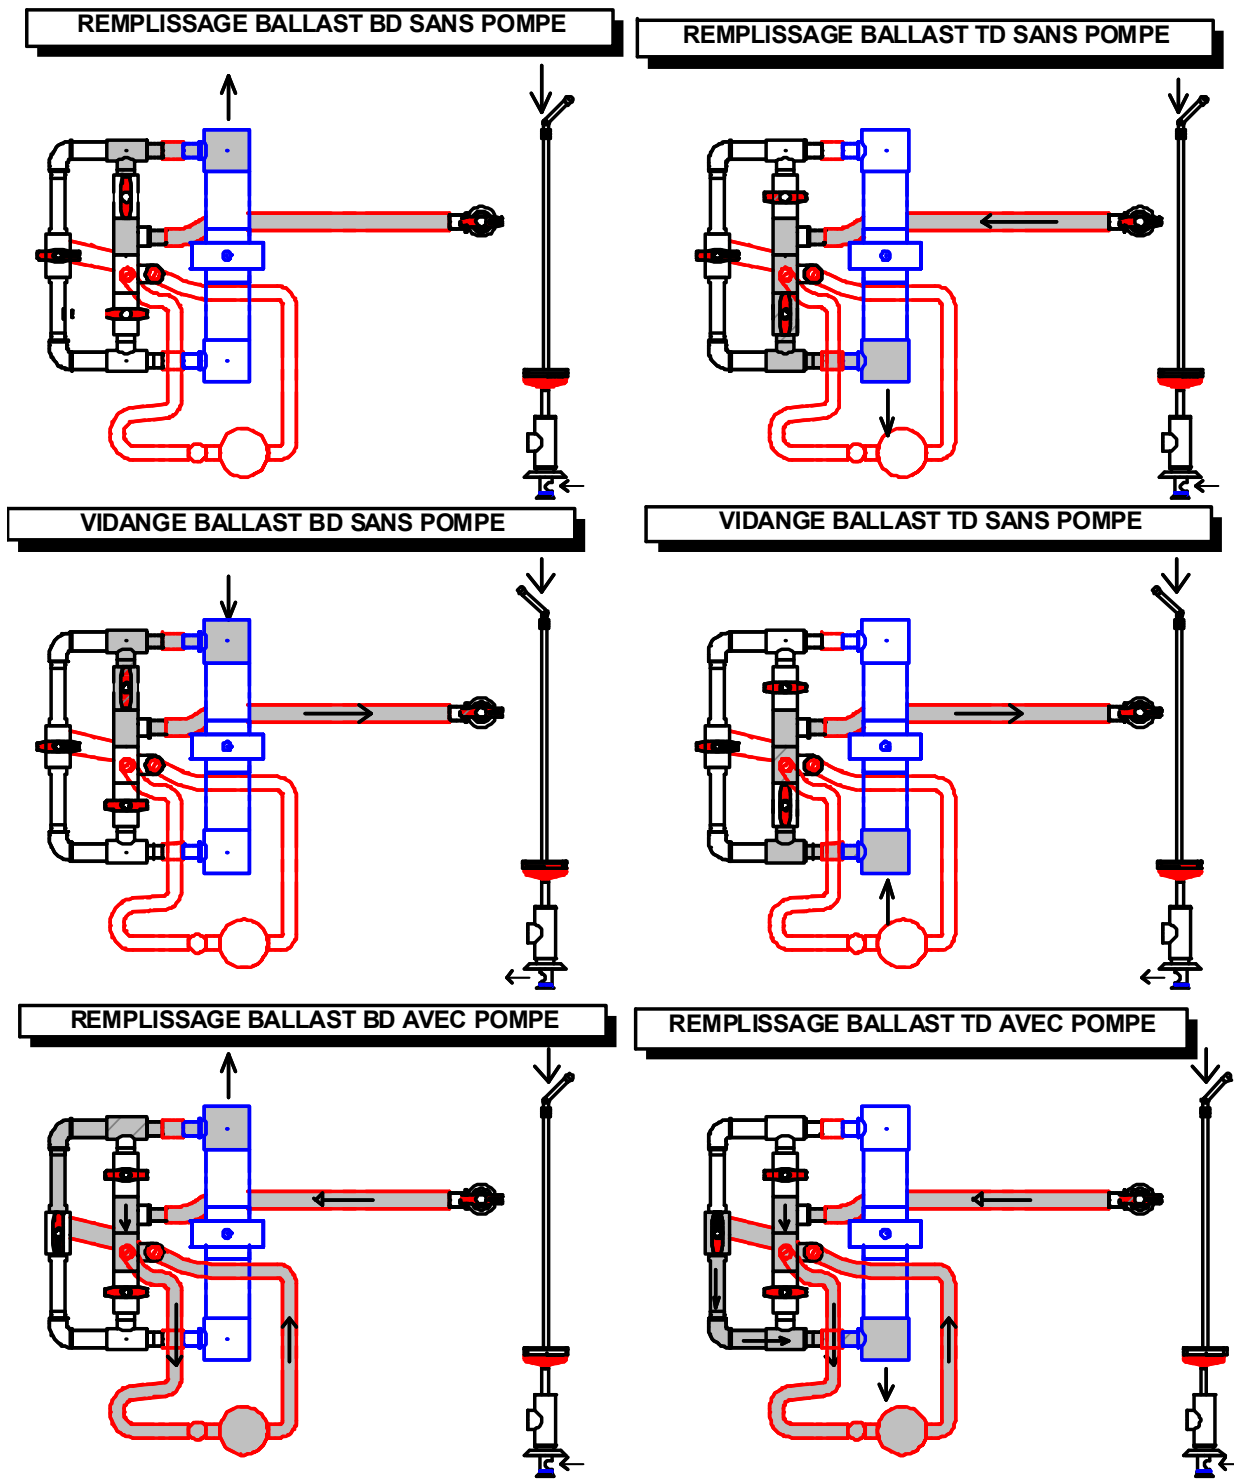 REMPLISSAGE BALLAST BD SANS POMPE
REMPLISSAGE BALLAST TD SANS POMPE
VIDANGE BALLAST BD SANS POMPE
VIDANGE BALLAST TD SANS POMPE
REMPLISSAGE BALLAST BD AVEC POMPE
REMPLISSAGE BALLAST TD AVEC POMPE